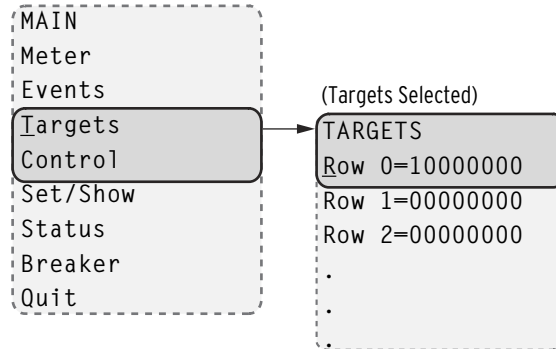 MAIN
Meter
Events
Targets
Control
Set/Show
Status
Breaker
Quit
(Targets Selected)
TARGETS
Row 0=10000000
Row 1=00000000
Row 2=00000000
.
.
.